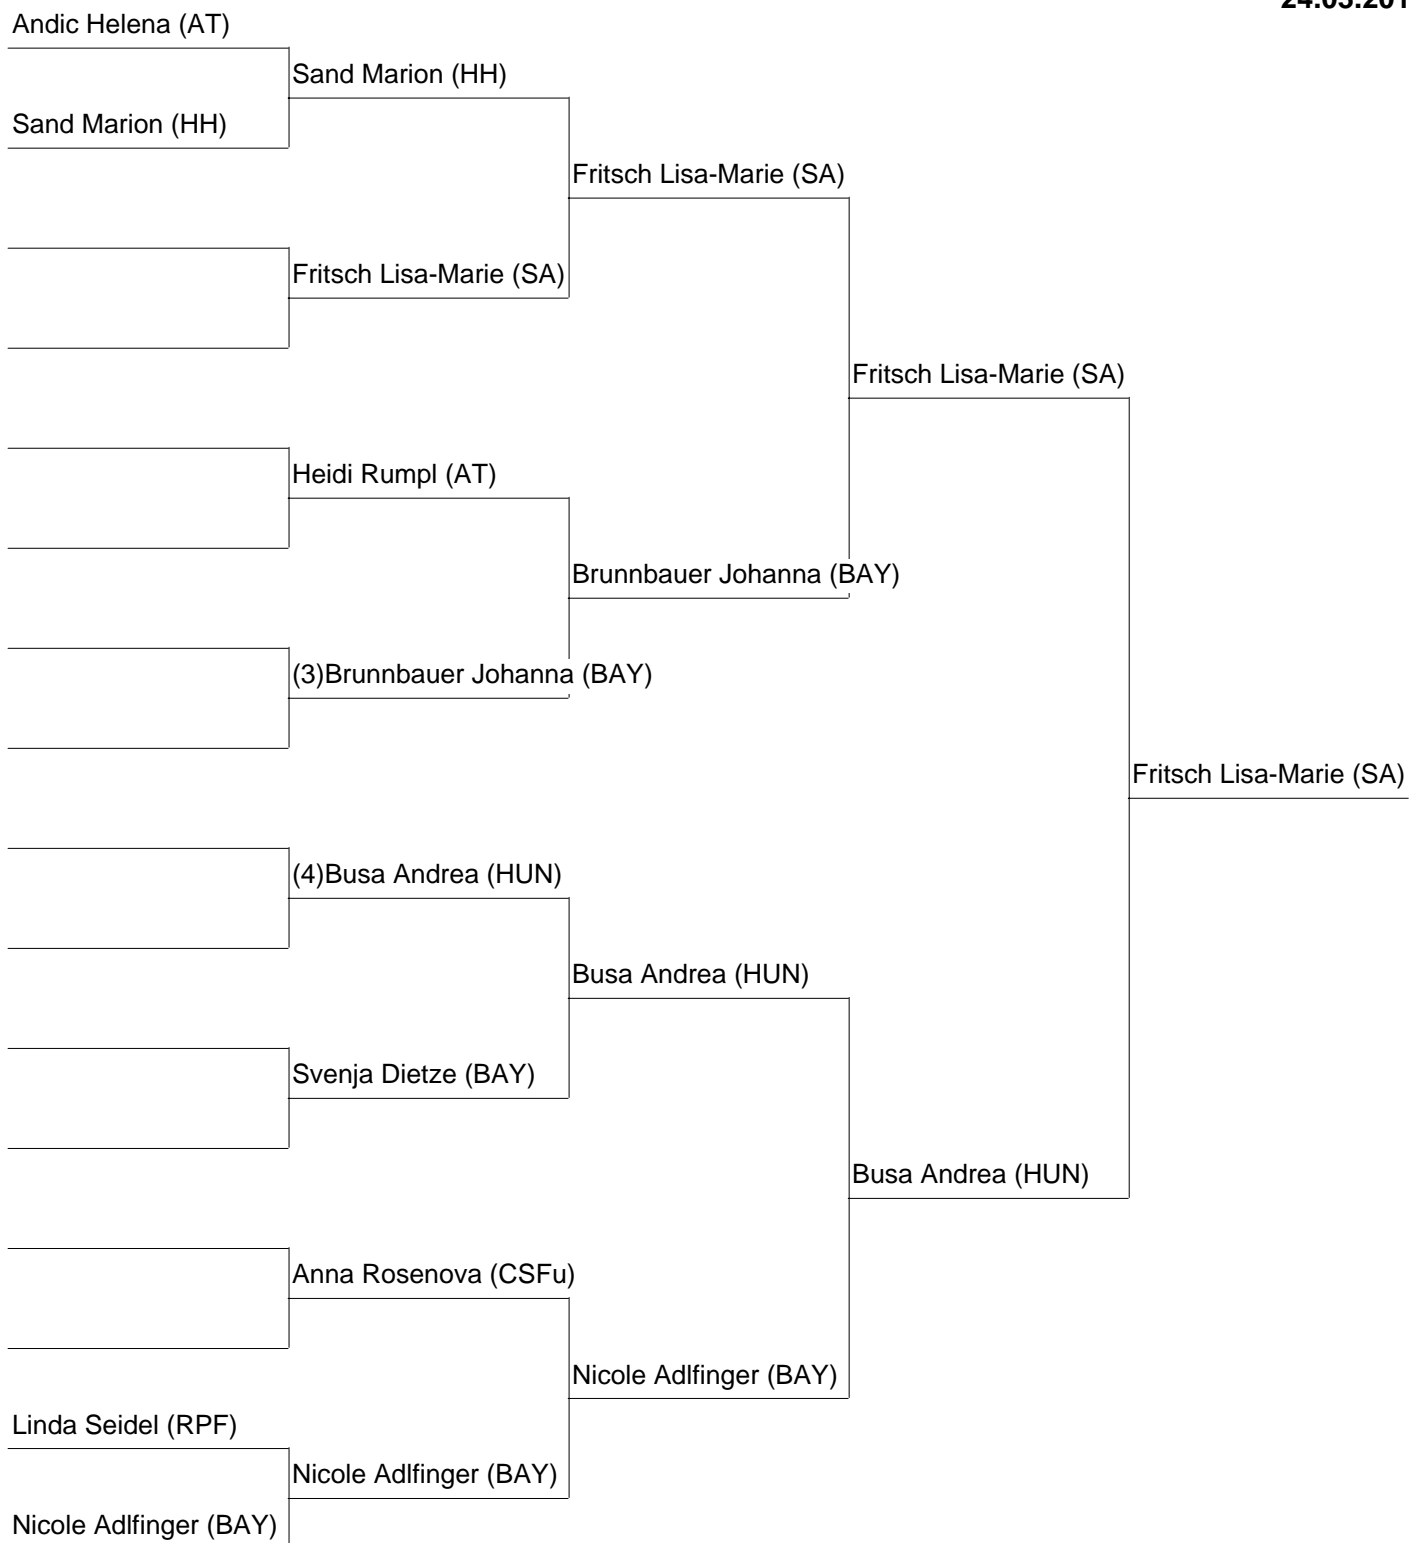 24.03.201
Andic Helena (AT)
Sand Marion (HH)
Sand Marion (HH)
Fritsch Lisa-Marie (SA)
Fritsch Lisa-Marie (SA)
Fritsch Lisa-Marie (SA)
Heidi Rumpl (AT)
Brunnbauer Johanna (BAY)
(3)Brunnbauer Johanna (BAY)
Fritsch Lisa-Marie (SA)
(4)Busa Andrea (HUN)
Busa Andrea (HUN)
Svenja Dietze (BAY)
Busa Andrea (HUN)
Anna Rosenova (CSFu)
Nicole Adlfinger (BAY)
Linda Seidel (RPF)
Nicole Adlfinger (BAY)
Nicole Adlfinger (BAY)